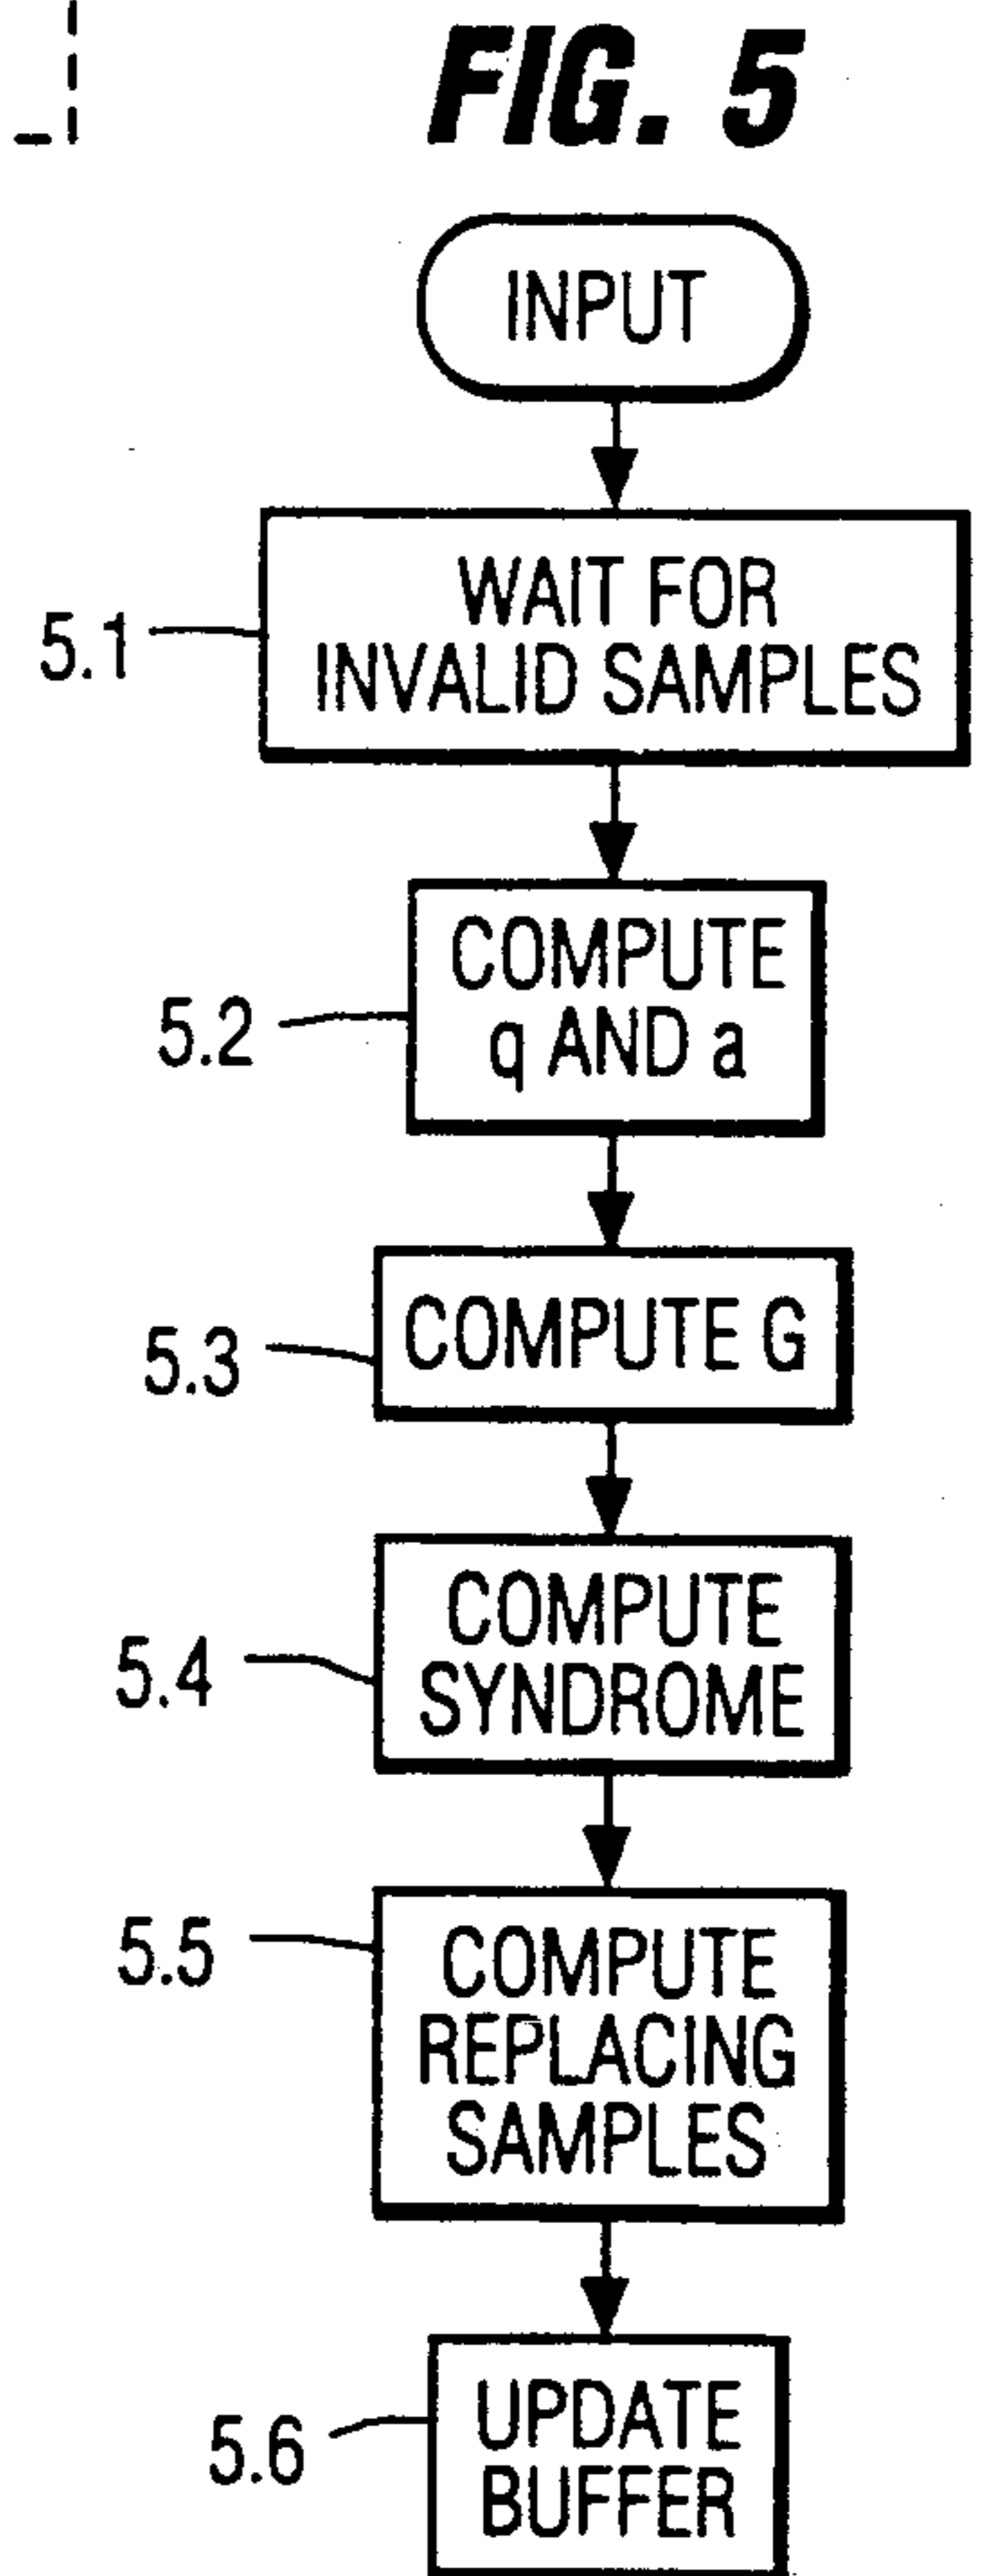 FIG. 5
INPUT
WAIT FOR
INVALID SAMPLES
5.1
COMPUTE
q AND a
5.2
COMPUTE G
5.3
COMPUTE
SYNDROME
5.4
COMPUTE
REPLACING
SAMPLES
5.5
UPDATE
BUFFER
5.6